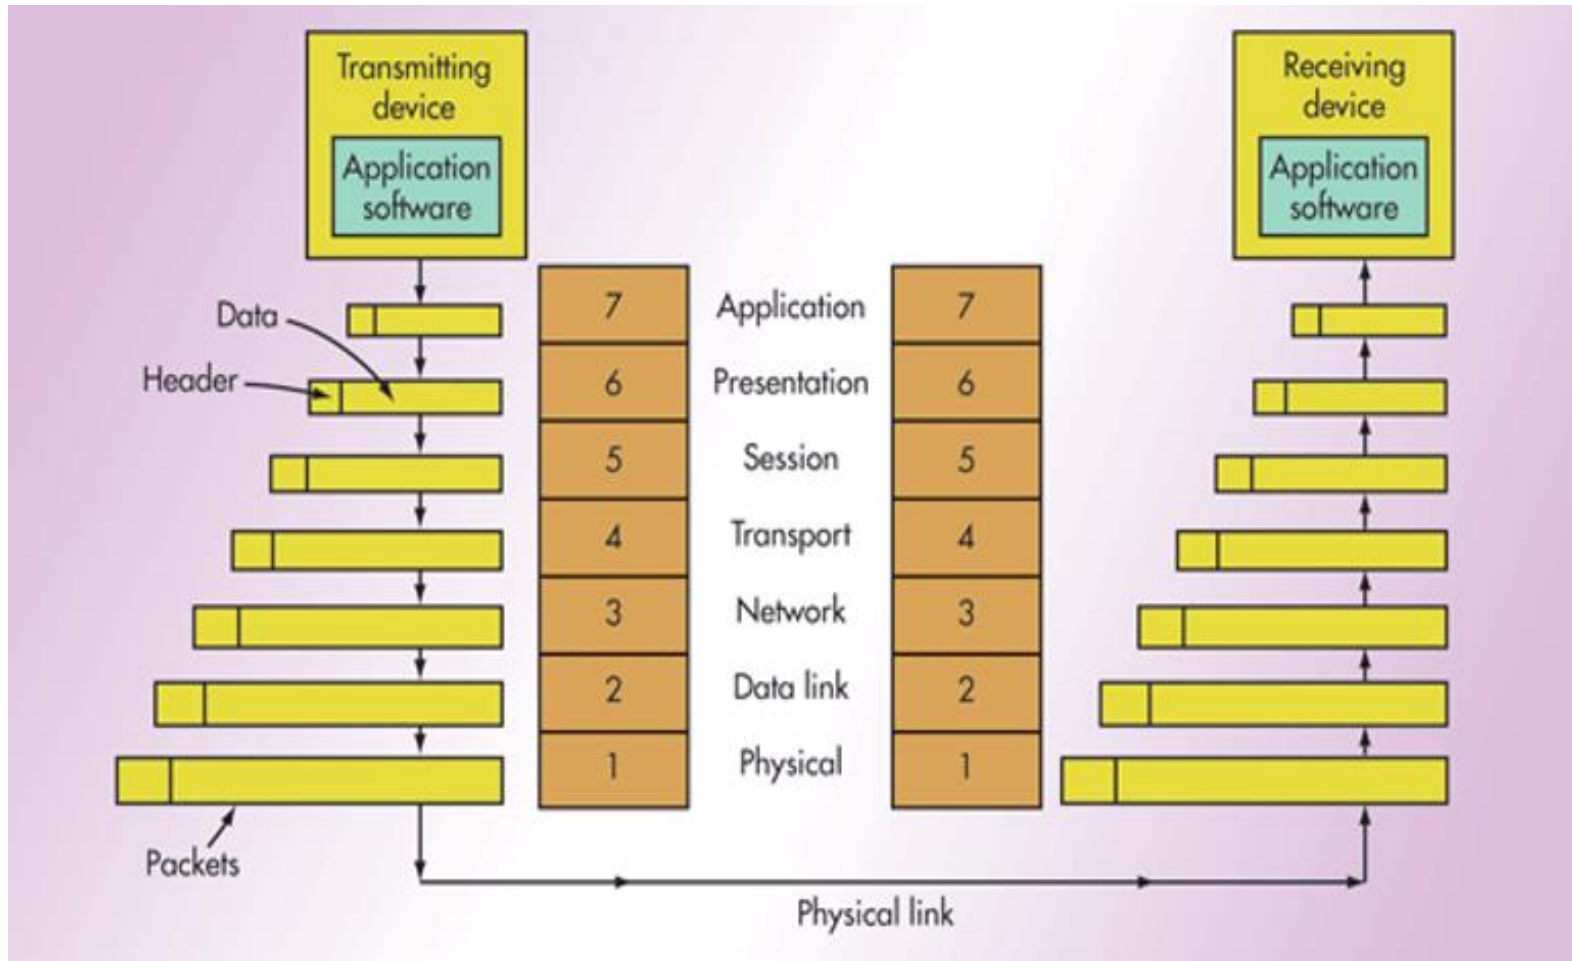 Transmitting
device
Application
software
Receiving
device
Application
software
Data
Header
7 Application 7
6 Presentation 6
5 Session 5
4 Transport 4
3 Network 3
2 Data link 2
1 Physical 1
Packets
Physical link